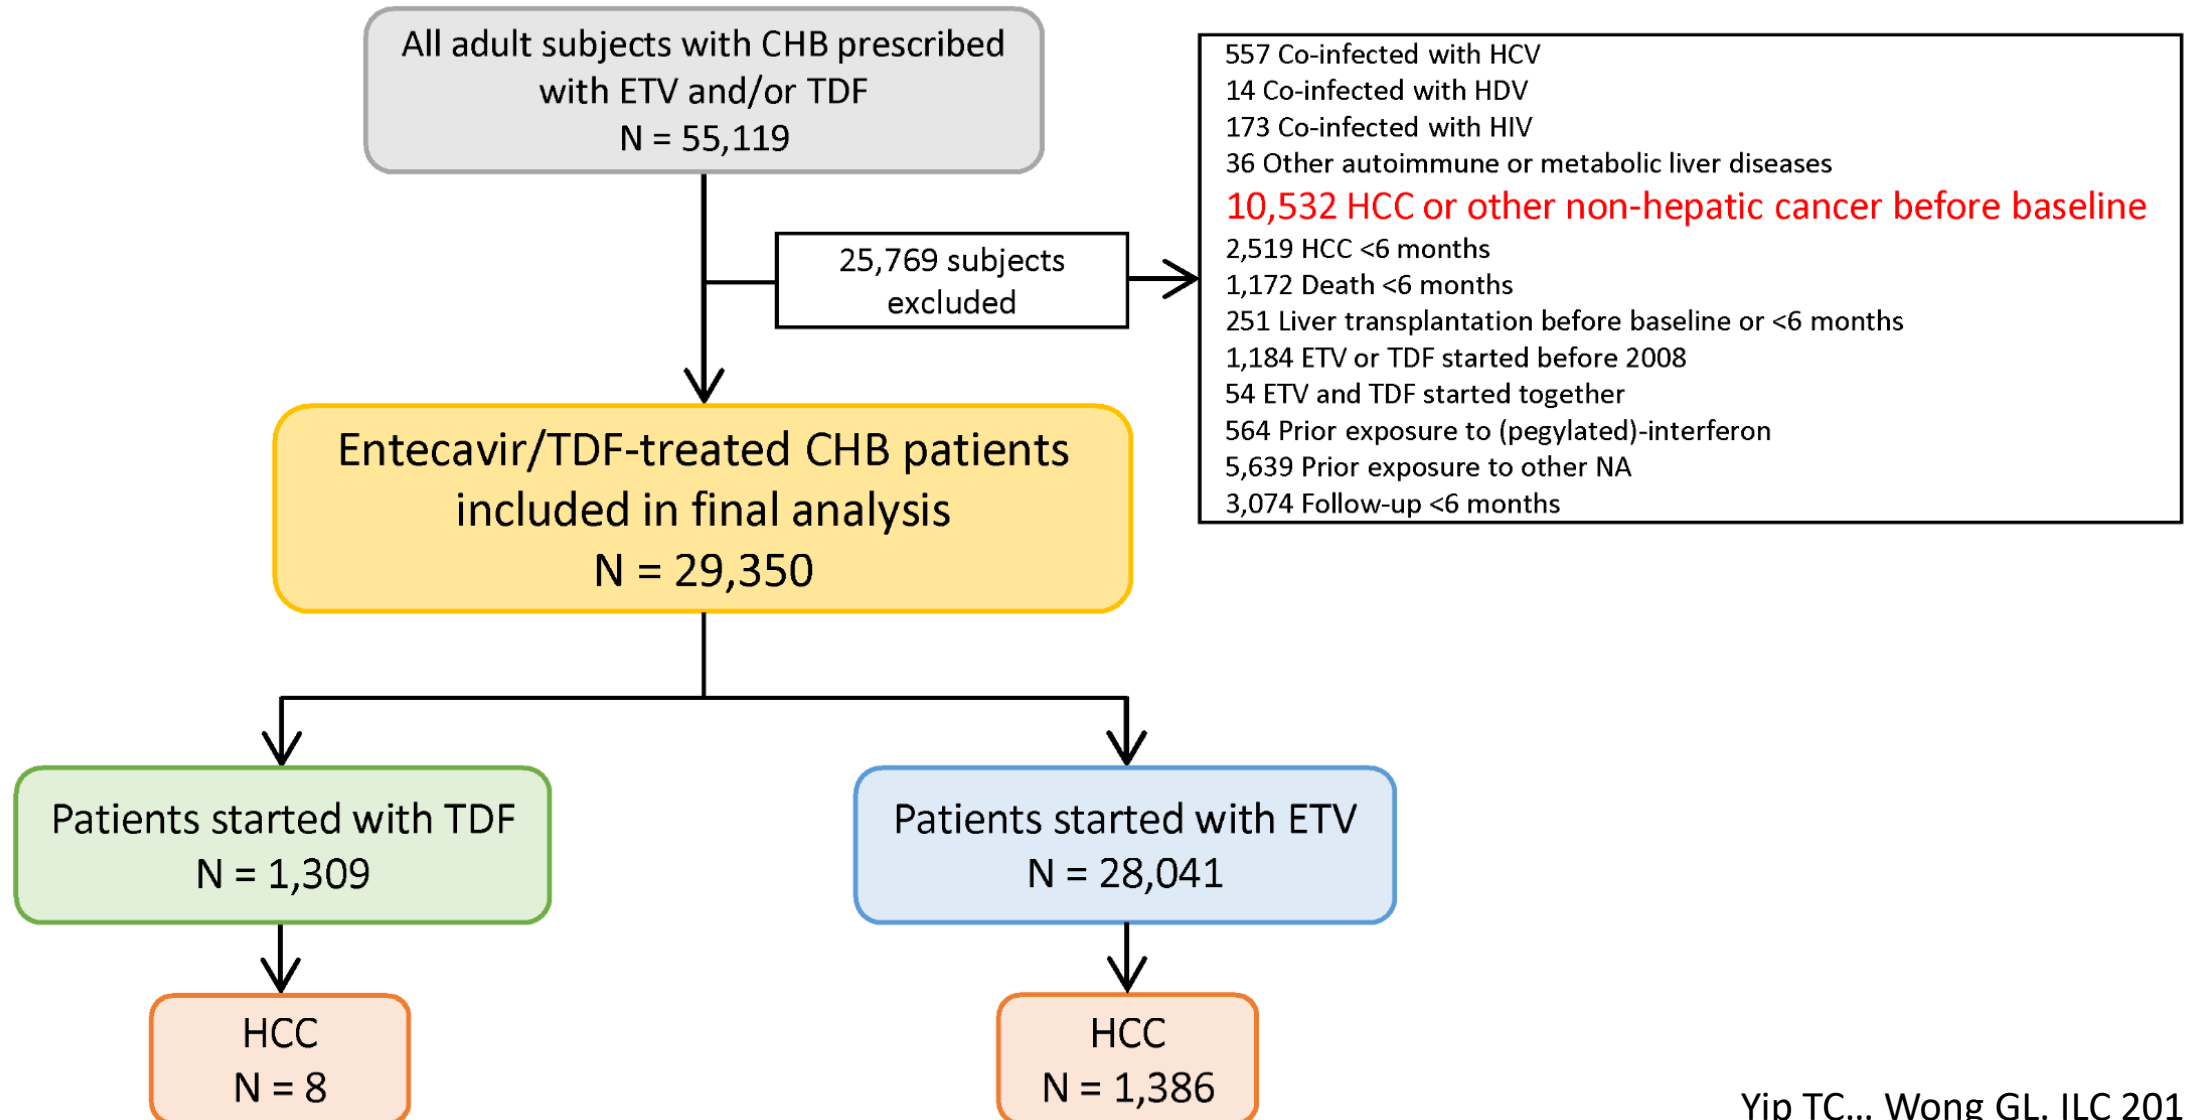 All adult subjects with CHB prescribed
with ETV and/or TDF
N = 55,119
25,769 subjects
excluded
557 Co-infected with HCV
14 Co-infected with HDV
173 Co-infected with HIV
36 Other autoimmune or metabolic liver diseases
10,532 HCC or other non-hepatic cancer before baseline
2,519 HCC <6 months
1,172 Death <6 months
251 Liver transplantation before baseline or <6 months
1,184 ETV or TDF started before 2008
54 ETV and TDF started together
564 Prior exposure to (pegylated)-interferon
5,639 Prior exposure to other NA
3,074 Follow-up <6 months
Entecavir/TDF-treated CHB patients
included in final analysis
N = 29,350
Patients started with TDF
N = 1,309
Patients started with ETV
N = 28,041
HCC
N = 8
HCC
N = 1,386
Yip TC... Wong GL. ILC 201